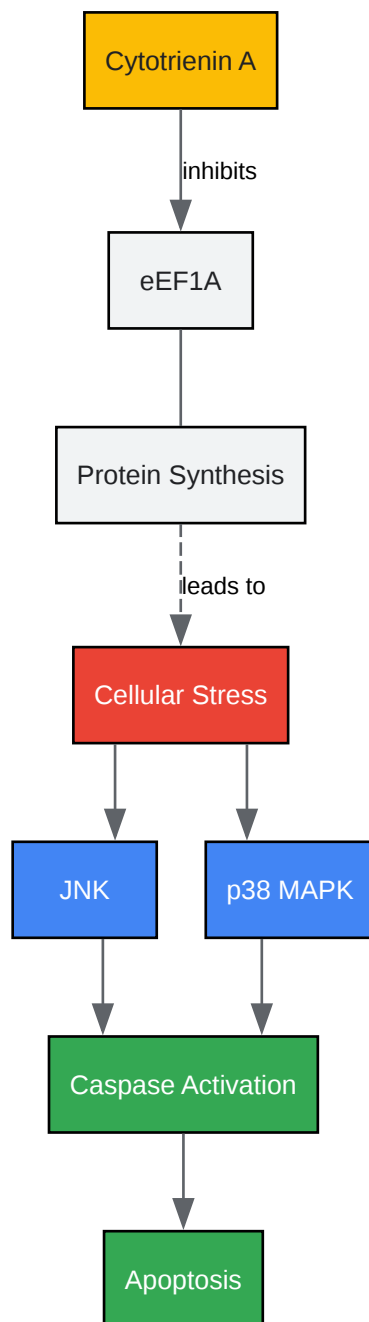 Cytotrienin A
inhibits
eEF1A
Protein Synthesis
leads to
Cellular Stress
JNK
p38 MAPK
Caspase Activation
Apoptosis